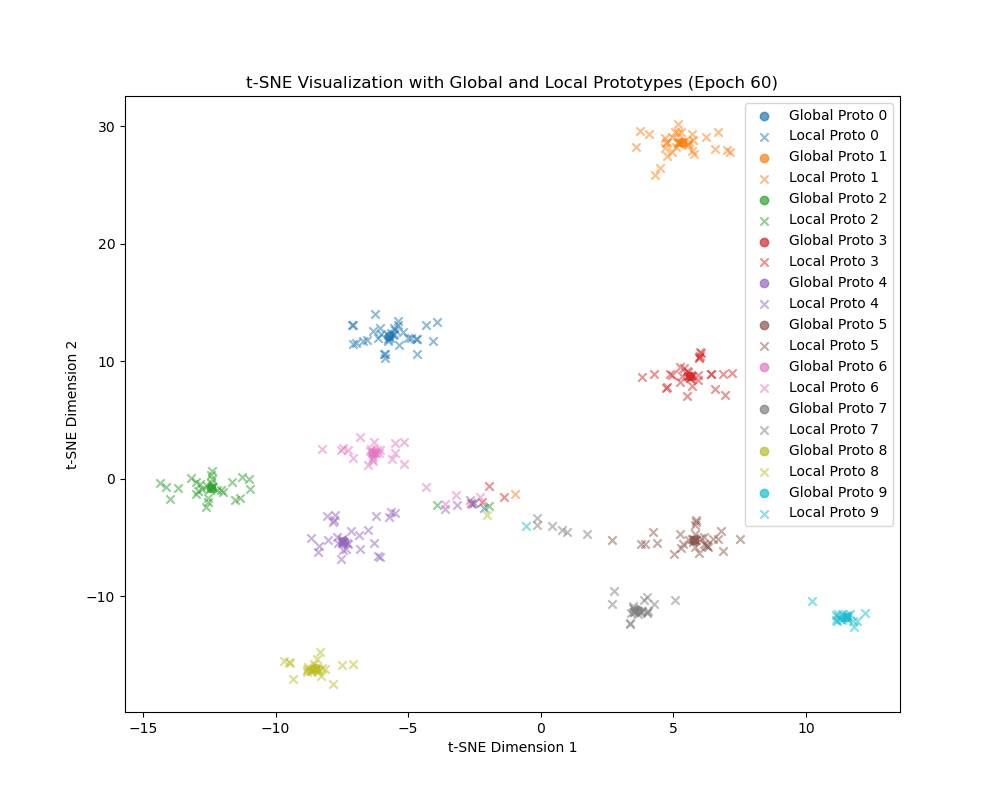 t-SNE Visualization with Global and Local Prototypes (Epoch 60)
t-SNE Dimension 2
30
20
10
0
−10
Global Proto 0
Local Proto 0
Global Proto 1
Local Proto 1
Global Proto 2
Local Proto 2
Global Proto 3
Local Proto 3
Global Proto 4
Local Proto 4
Global Proto 5
Local Proto 5
Global Proto 6
Local Proto 6
Global Proto 7
Local Proto 7
Global Proto 8
Local Proto 8
Global Proto 9
Local Proto 9
−15 −10 −5 0 5 10
t-SNE Dimension 1